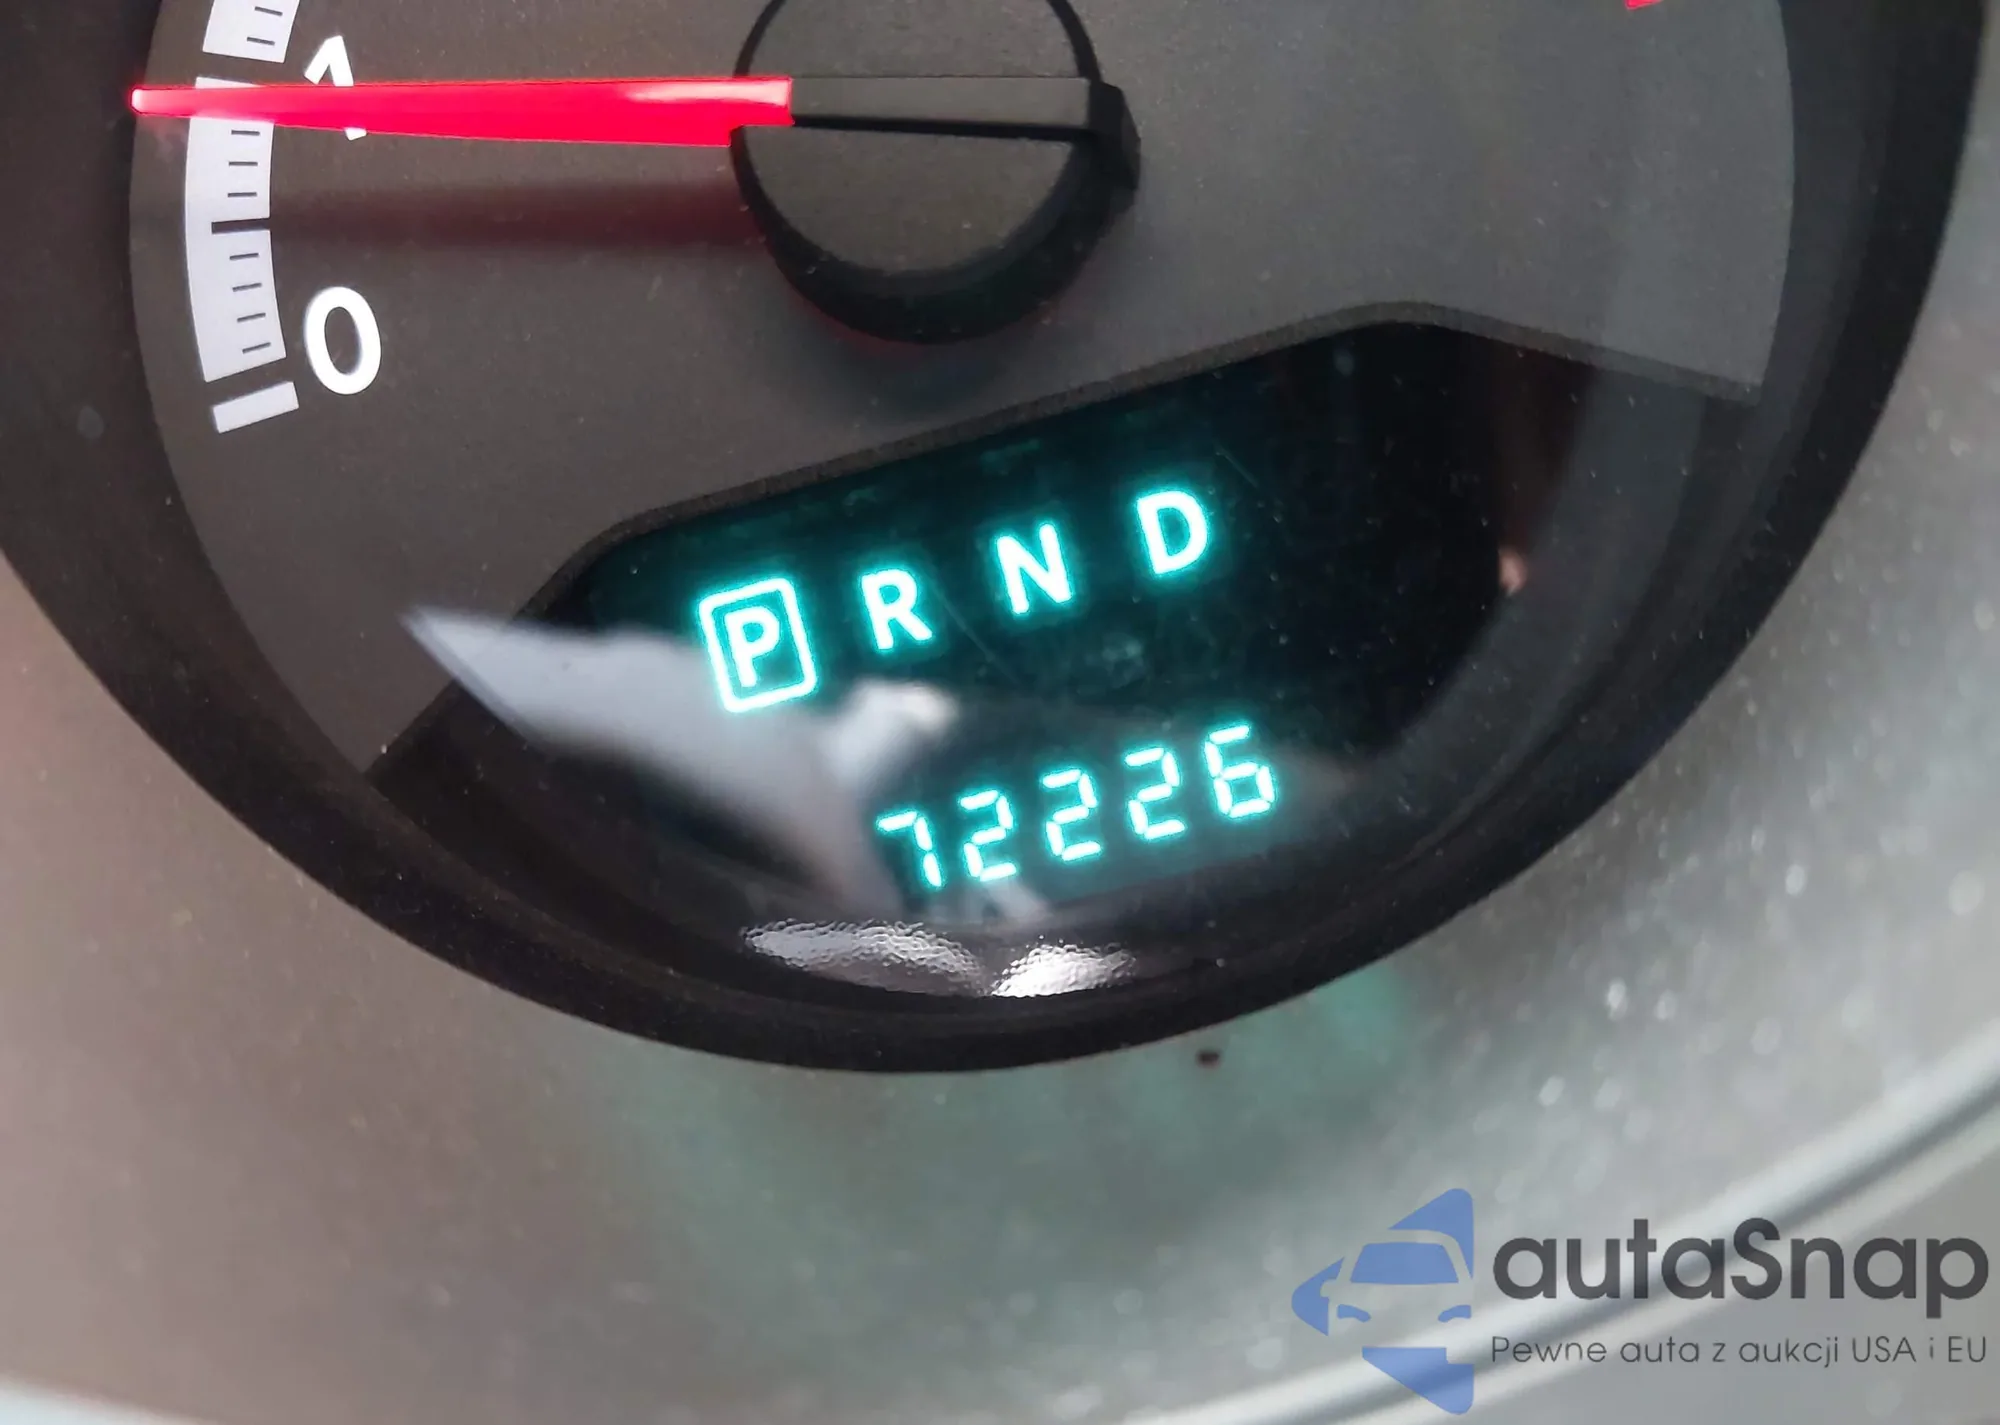 1
0
P R N D
72226
autaSnap
Pewne auta z aukcji USA i EU